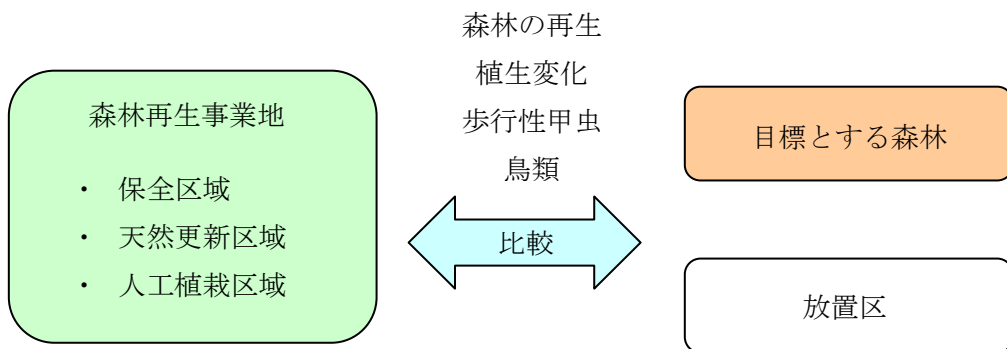 森林再生事業地
・ 保全区域
・ 天然更新区域
・ 人工植栽区域
森林の再生
植生変化
歩行性甲虫
鳥類
比較
目標とする森林
放置区